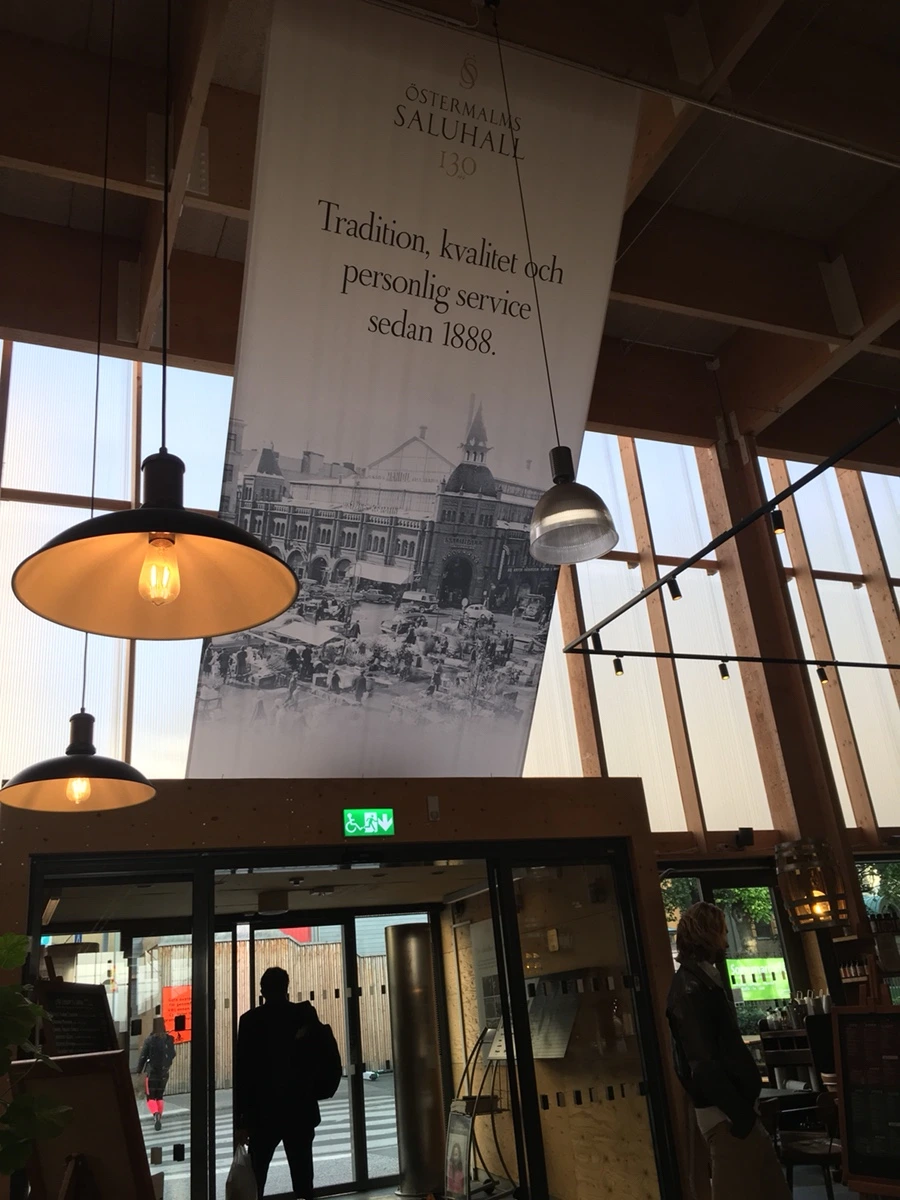 ÖSTERMALMS
SALUHALL
130
Tradition, kvalitet och
personlig service
sedan 1888.